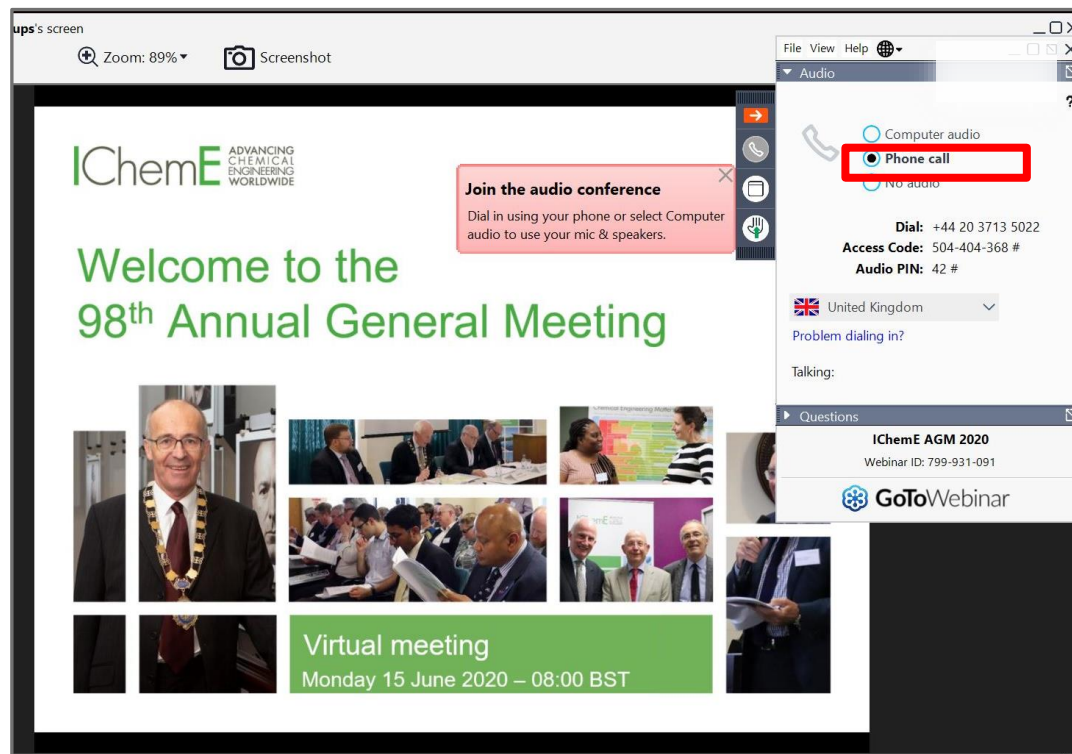 ups's screen
Zoom: 89%
Screenshot
File View Help
Audio
?
Computer audio
Phone call
No audio
Dial: +44 20 3713 5022
Access Code: 504-404-368 #
Audio PIN: 42 #
United Kingdom
Problem dialing in?
Talking:
Questions
IChemE AGM 2020
Webinar ID: 799-931-091
GoToWebinar
Join the audio conference
Dial in using your phone or select Computer
audio to use your mic & speakers.
IChemE
ADVANCING
CHEMICAL
ENGINEERING
WORLDWIDE
Welcome to the
98th Annual General Meeting
Chemical Engineering Matters
IChemE
Virtual meeting
Monday 15 June 2020 – 08:00 BST